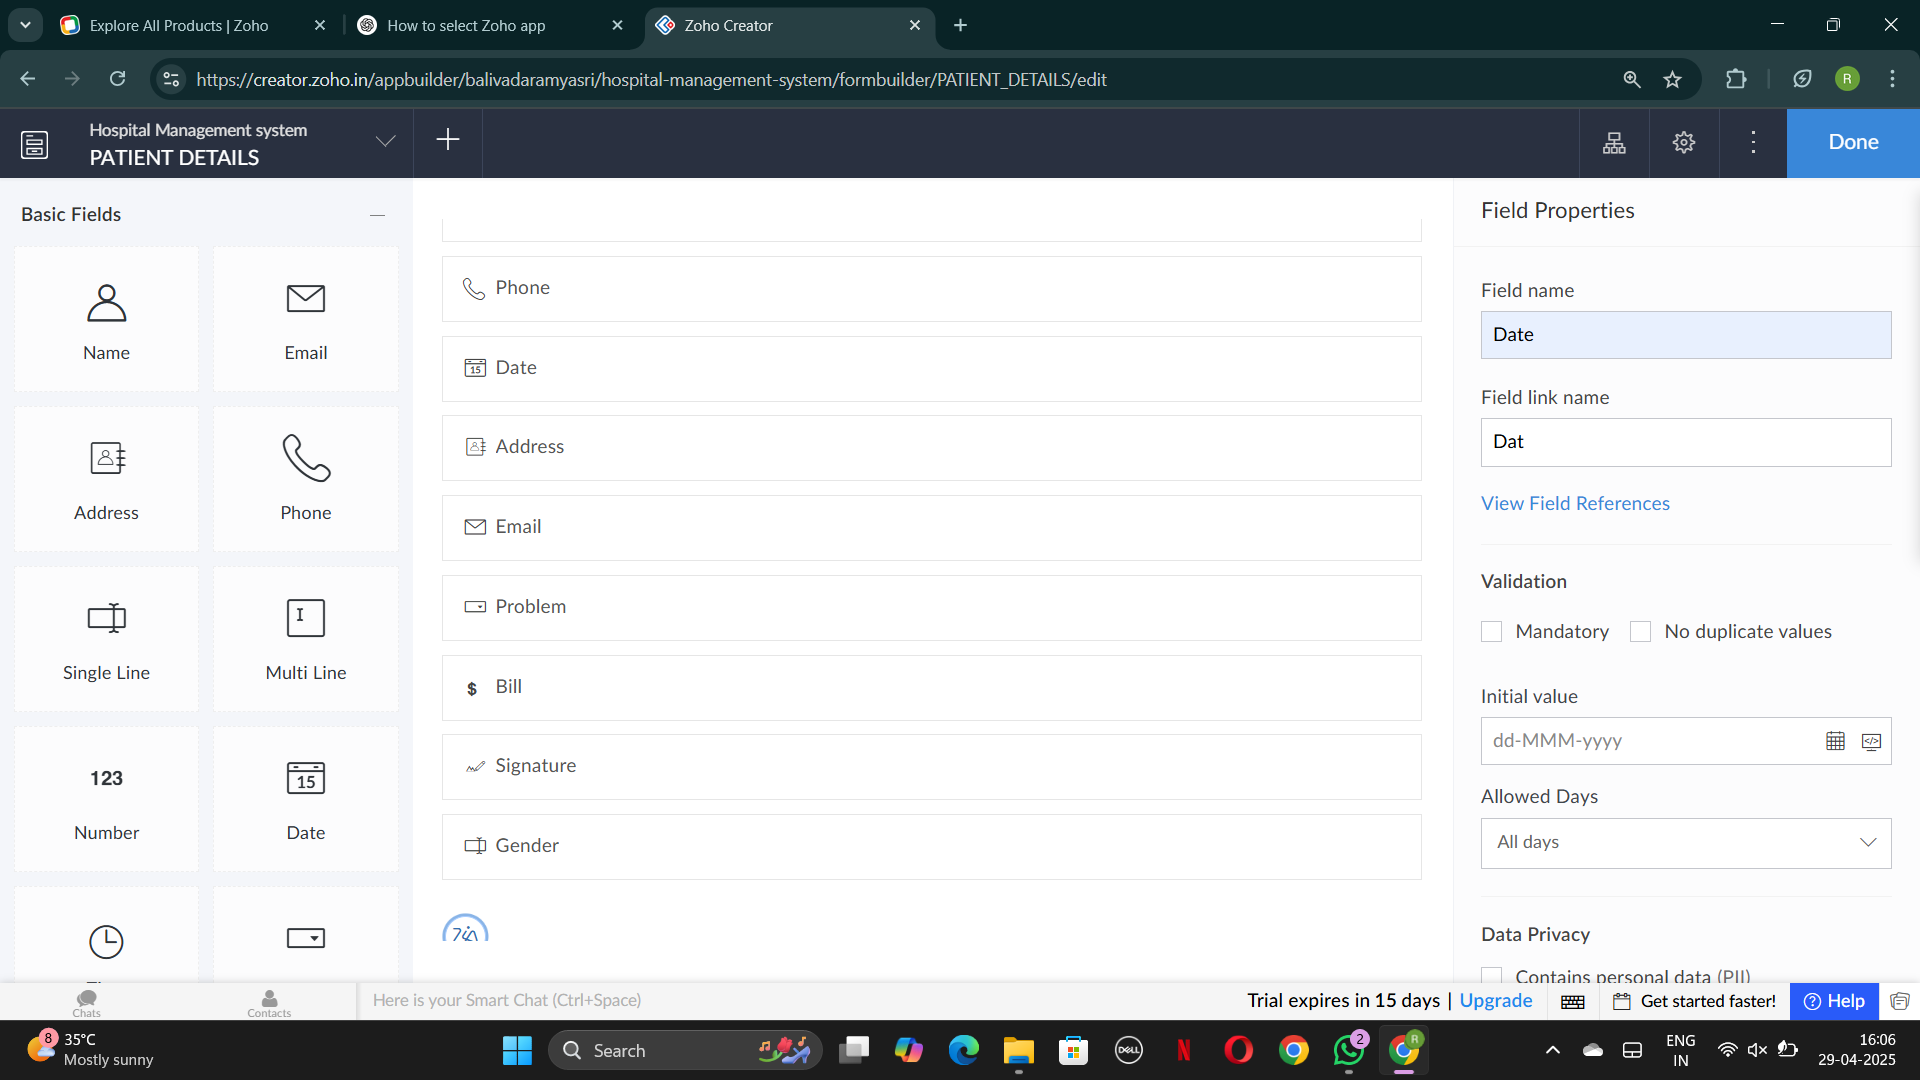 Explore All Products | Zoho
How to select Zoho app
Zoho Creator
https://creator.zoho.in/appbuilder/balivadaramyasri/hospital-management-system/formbuilder/PATIENT_DETAILS/edit
R
Hospital Management system
PATIENT DETAILS
Done
Basic Fields
Name
Email
Address
Phone
Single Line
Multi Line
123
15
Number
Date
Phone
15 Date
Address
Email
Problem
$ Bill
Signature
Gender
Field Properties
Field name
Date
Field link name
Dat
View Field References
Validation
Mandatory
No duplicate values
Initial value
dd-MMM-yyyy
Allowed Days
All days
Data Privacy
Contains personal data (PII)
Chats
Contacts
Here is your Smart Chat (Ctrl+Space)
Trial expires in 15 days | Upgrade
Get started faster!
Help
8
35°C
Mostly sunny
Search
DELL
N
2
R
ENG
IN
16:06
29-04-2025